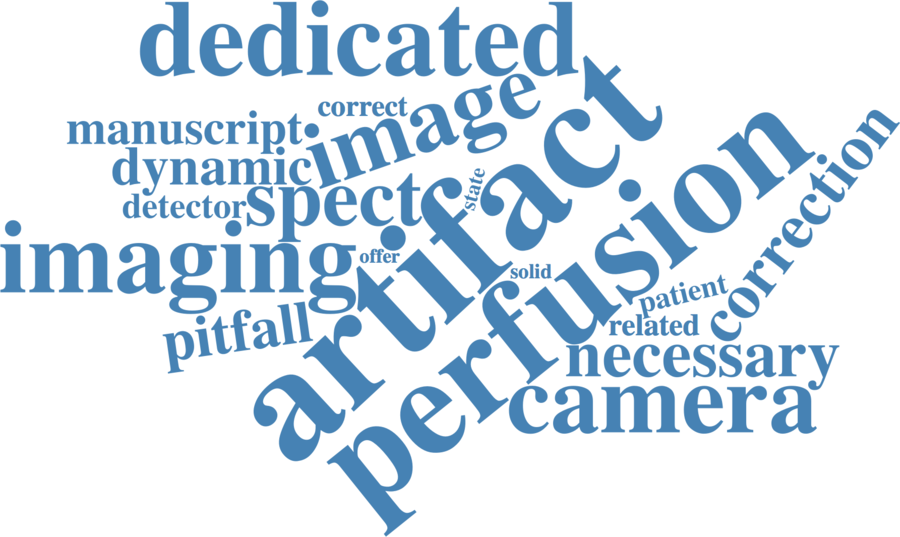 dedicated
correct
image
manuscript
dynamic
artifact
perfusion
correction
state
spect
detector
imaging
offer
solid
patient
pitfall
related
necessary
camera